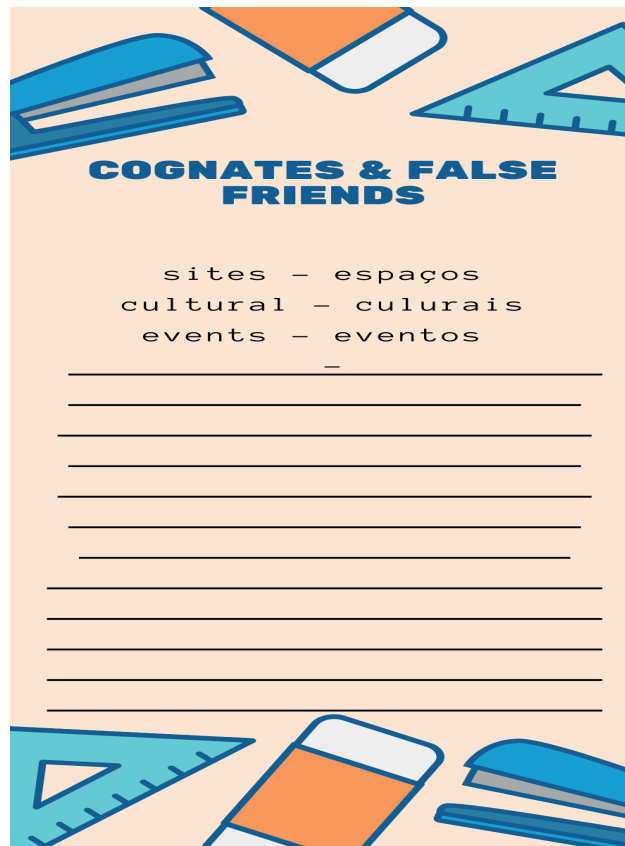 COGNATES & FALSE
FRIENDS
sites – espaços
cultural – culurais
events – eventos
–